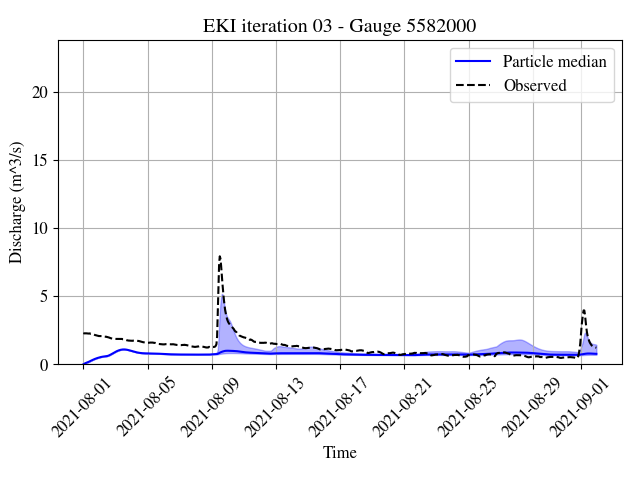 EKI iteration 03 - Gauge 5582000
Particle median
Observed
Discharge (m^3/s)
20
15
10
5
0
2021-08-01
2021-08-05
2021-08-09
2021-08-13
2021-08-17
2021-08-21
2021-08-25
2021-08-29
2021-09-01
Time